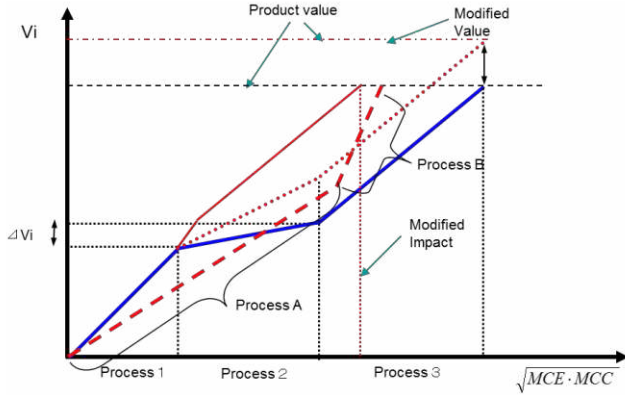 Product value
Modified
Value
Vi
Process B
⊿Vi
Modified
Impact
Process A
Process 1
Process 2
Process 3
√MCE · MCC